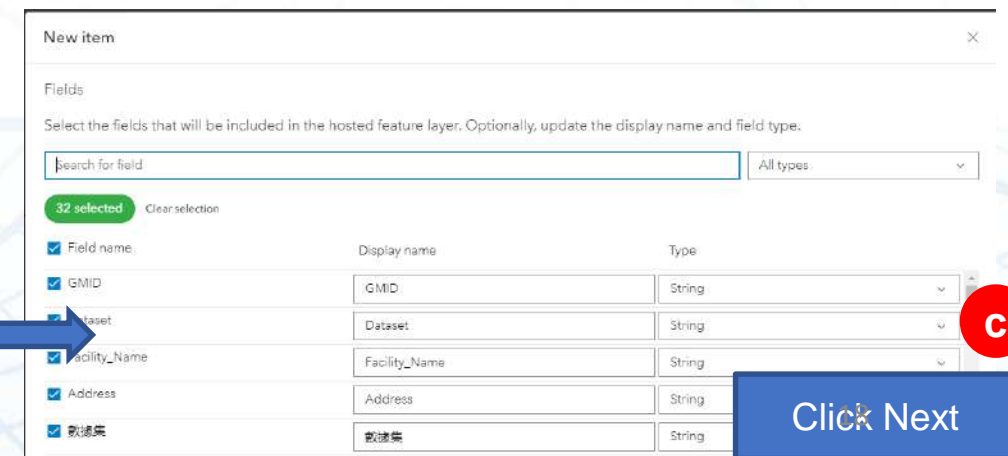 New item
Fields
Select the fields that will be included in the hosted feature layer. Optionally, update the display name and field type.
Search for field
All types
32 selected Clear selection
Field name Display name Type
GMID GMID String
Dataset String
Facility_Name String
c
Address Address String
數據集 數據集 String
Click Next
18